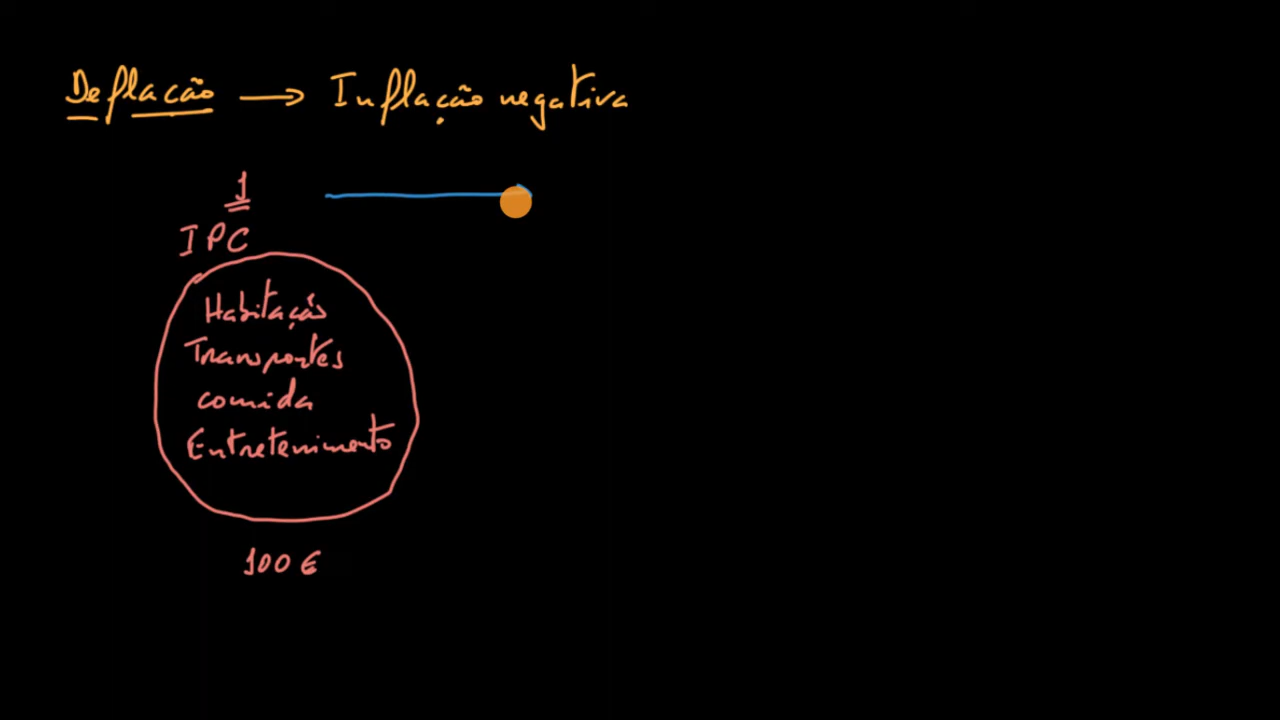 Deflação → Inflação negativa
1
IPC
Habitação
Transportes
comida
Entretenimento
100 €